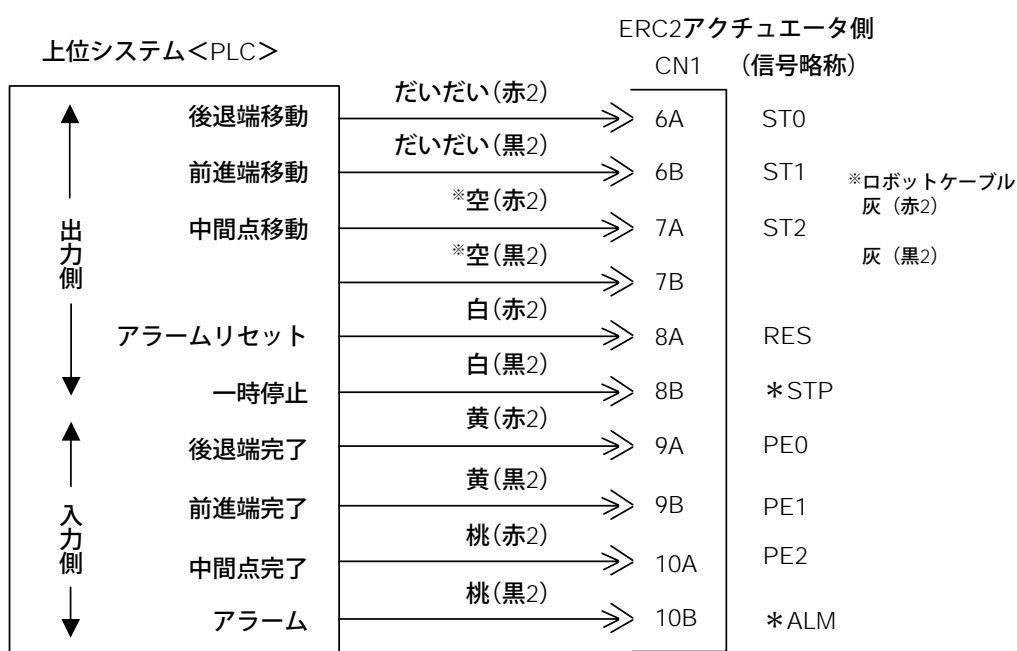 ERC2アクチュエータ側
上位システム＜PLC＞
CN1 （信号略称）
だいだい（赤2）
後退端移動 6A ST0
だいだい（黒2）
前進端移動 6B ST1
※ロボットケーブル
灰（赤2）
※空（赤2）
中間点移動 7A ST2
灰（黒2）
※空（黒2）
7B
出力側
白（赤2）
アラームリセット 8A RES
白（黒2）
一時停止 8B ＊STP
黄（赤2）
後退端完了 9A PE0
黄（黒2）
前進端完了 9B PE1
入力側
桃（赤2）
中間点完了 10A PE2
桃（黒2）
アラーム 10B ＊ALM